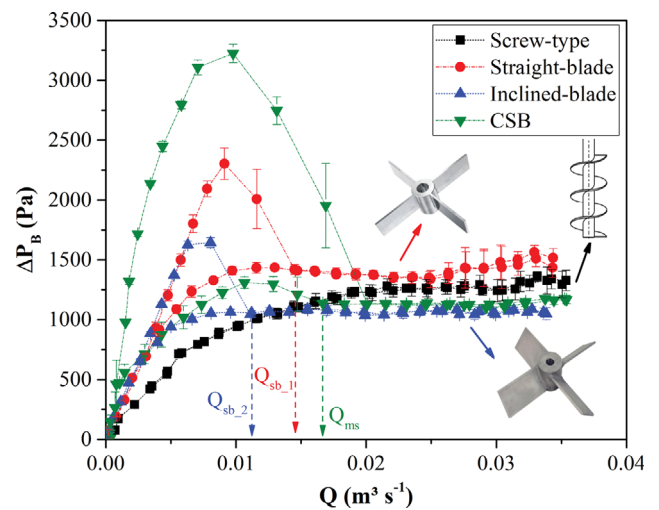 3500
3000
2500
2000
1500
1000
500
0
ΔP_B (Pa)
Screw-type
Straight-blade
Inclined-blade
CSB
Q_sb_2
Q_sb_1
Q_ms
0.00 0.01 0.02 0.03 0.04
Q (m³ s⁻¹)